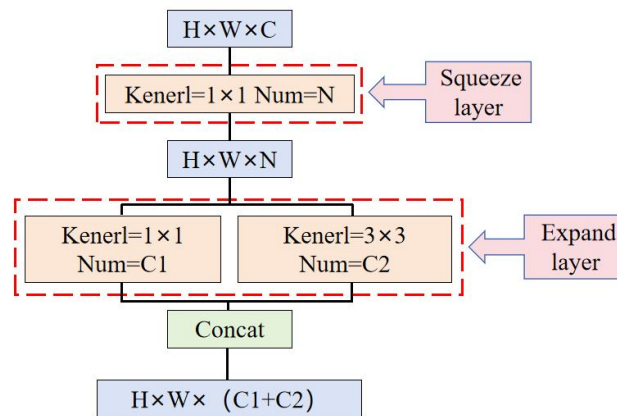 H×W×C
Kenerl=1×1 Num=N
Squeeze
layer
H×W×N
Kenerl=1×1
Num=C1
Kenerl=3×3
Num=C2
Expand
layer
Concat
H×W×（C1+C2）